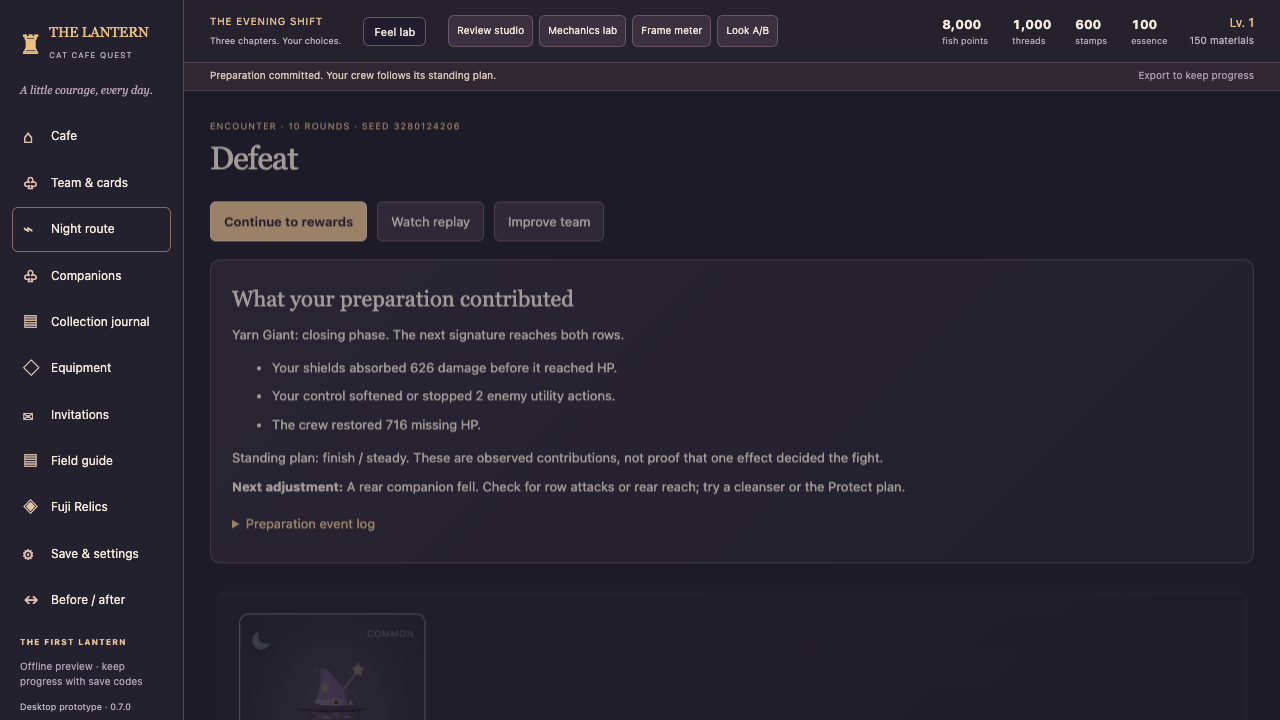 THE LANTERN
CAT CAFE QUEST
A little courage, every day.
Cafe
Team & cards
Night route
Companions
Collection journal
Equipment
Invitations
Field guide
Fuji Relics
Save & settings
Before / after
THE FIRST LANTERN
Offline preview · keep
progress with save codes
Desktop prototype · 0.7.0
THE EVENING SHIFT
Three chapters. Your choices.
Feel lab
Review studio
Mechanics lab
Frame meter
Look A/B
8,000
fish points
1,000
threads
600
stamps
100
essence
Lv. 1
150 materials
Preparation committed. Your crew follows its standing plan.
Export to keep progress
ENCOUNTER · 10 ROUNDS · SEED 3280124206
Defeat
Continue to rewards
Watch replay
Improve team
What your preparation contributed
Yarn Giant: closing phase. The next signature reaches both rows.
• Your shields absorbed 626 damage before it reached HP.
• Your control softened or stopped 2 enemy utility actions.
• The crew restored 716 missing HP.
Standing plan: finish / steady. These are observed contributions, not proof that one effect decided the fight.
Next adjustment: A rear companion fell. Check for row attacks or rear reach; try a cleanser or the Protect plan.
Preparation event log
COMMON